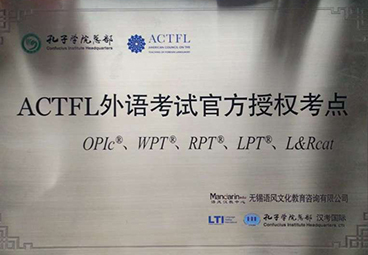 孔子学院总部
Confucius Institute Headquarters
ACTFL
AMERICAN COUNCIL ON THE
TEACHING OF FOREIGN LANGUAGES
ACTFL外语考试官方授权考点
OPIc®、WPT®、RPT®、LPT®、L&Rcat
Mandarin 无锡语风文化教育咨询有限公司
LTI 孔子学院总部 汉考国际
Confucius Institute Headquarters